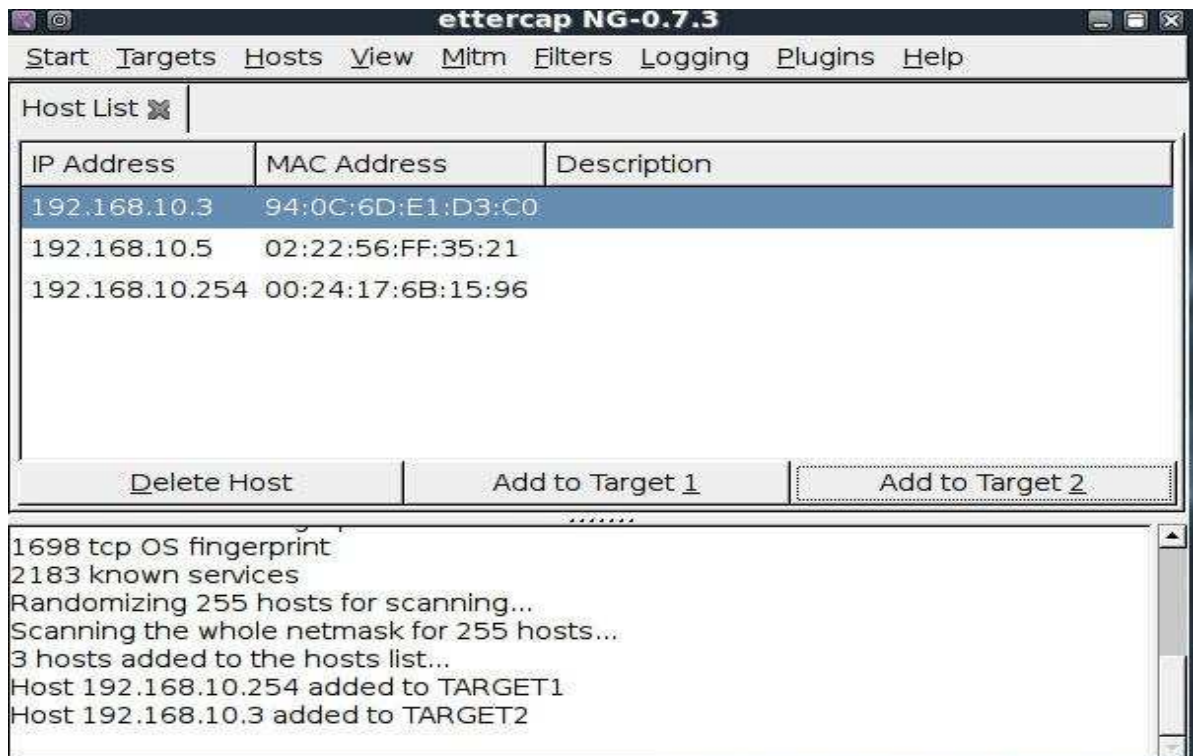 ettercap NG-0.7.3
Start Targets Hosts View Mitm Filters Logging Plugins Help
Host List
IP Address MAC Address Description
192.168.10.3 94:0C:6D:E1:D3:C0
192.168.10.5 02:22:56:FF:35:21
192.168.10.254 00:24:17:6B:15:96
Delete Host Add to Target 1 Add to Target 2
1698 tcp OS fingerprint
2183 known services
Randomizing 255 hosts for scanning...
Scanning the whole netmask for 255 hosts...
3 hosts added to the hosts list...
Host 192.168.10.254 added to TARGET1
Host 192.168.10.3 added to TARGET2